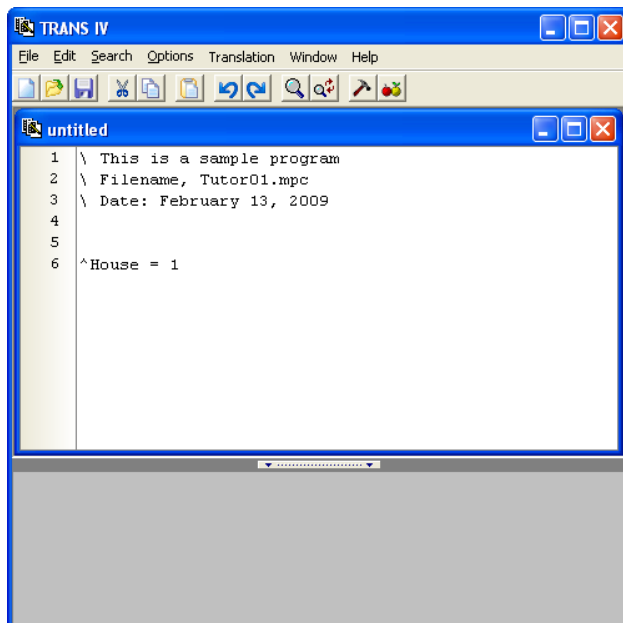 TRANS IV
File Edit Search Options Translation Window Help
untitled
1 \ This is a sample program
2 \ Filename, Tutor01.mpc
3 \ Date: February 13, 2009
4
5
6 ^House = 1